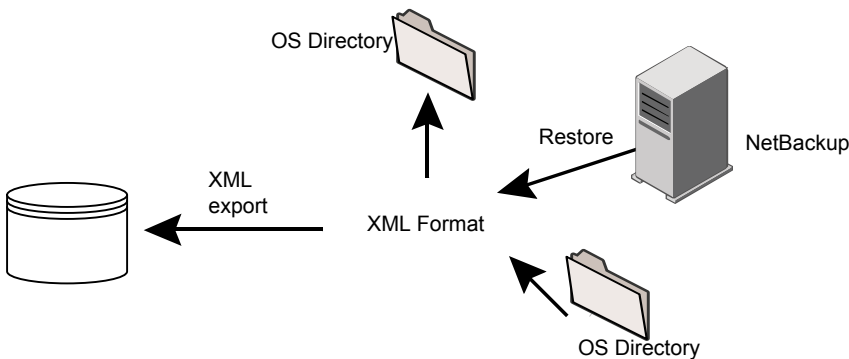 OS Directory
Restore
NetBackup
XML
export
XML Format
OS Directory